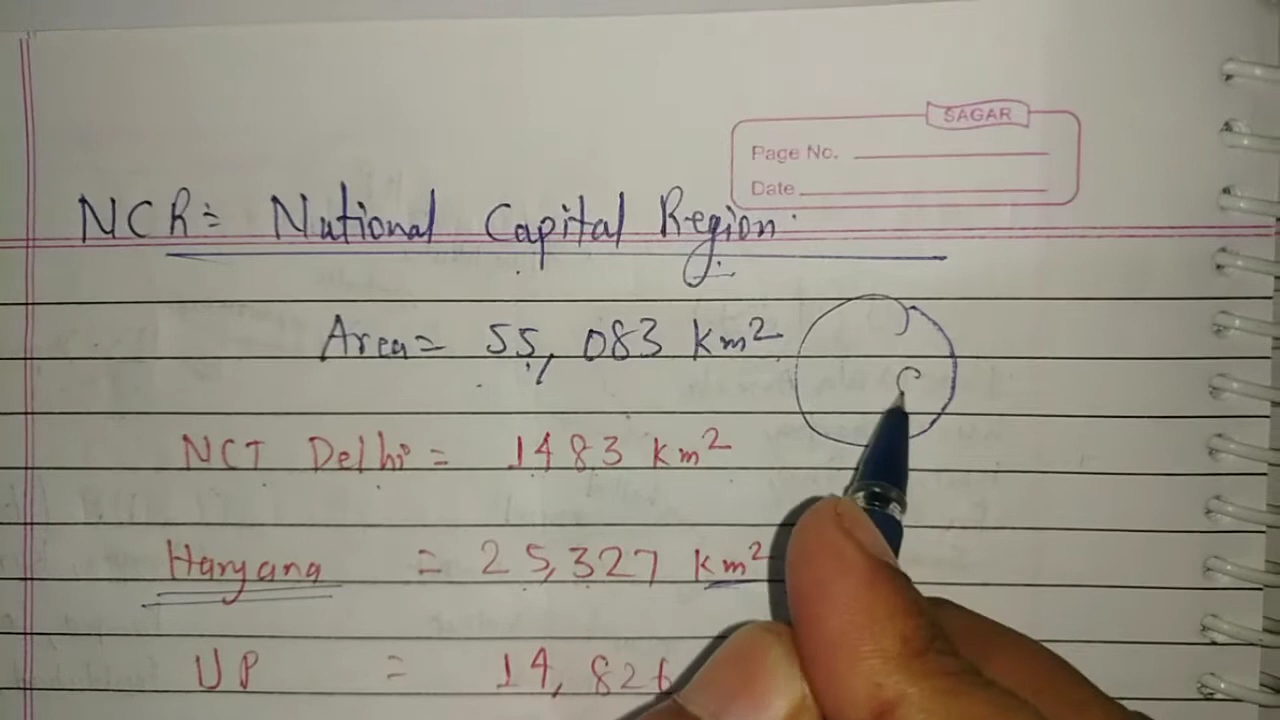 SAGAR
Page No.
Date
NCR:- National Capital Region.
Area = 55,083 km²
NCT Delhi = 1483 km²
Haryana = 25,327 km²
UP = 14,826